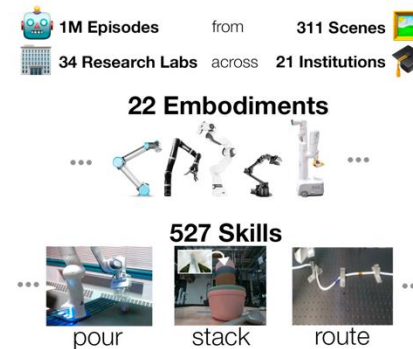 1M Episodes from 311 Scenes
34 Research Labs across 21 Institutions
22 Embodiments
527 Skills
pour stack route